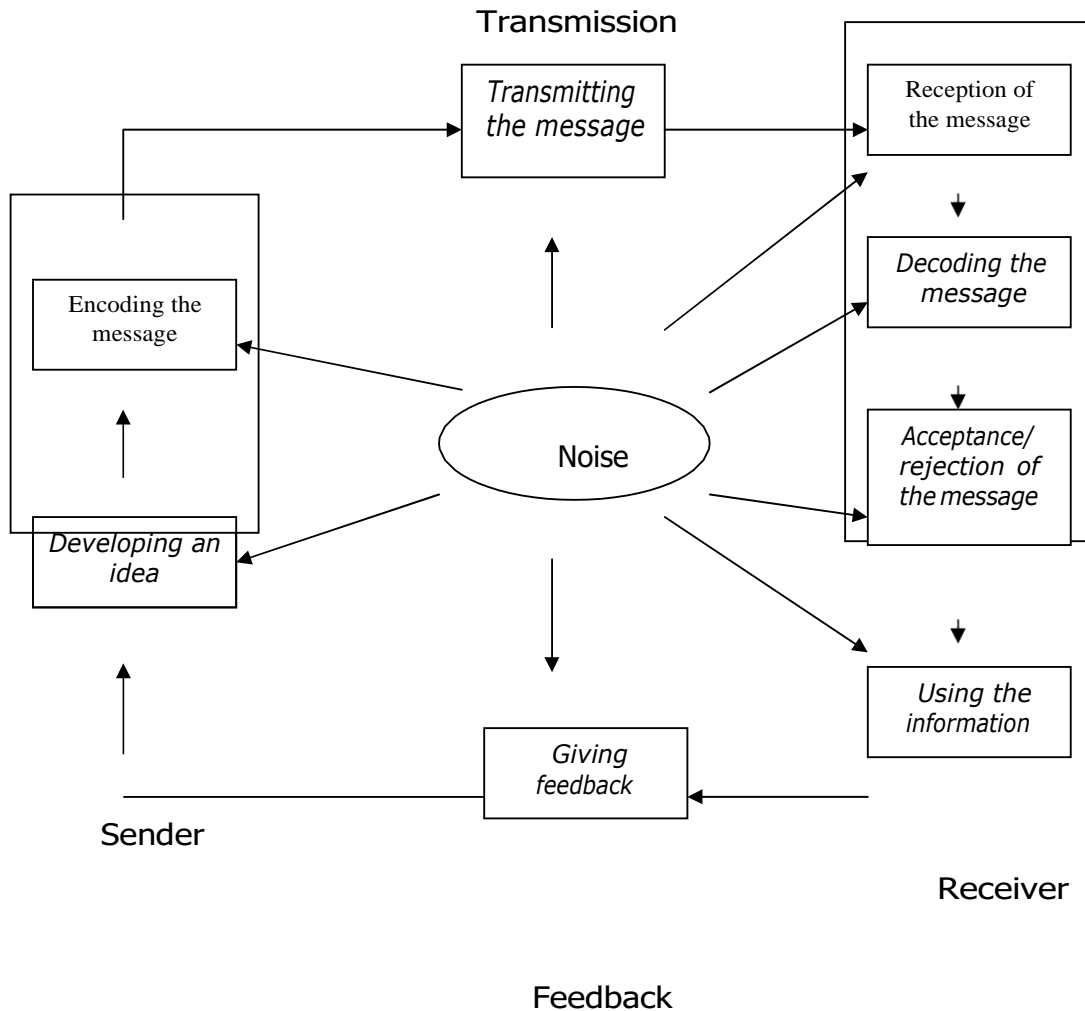 Transmission
Transmitting
the message
Reception of
the message
Decoding the
message
Encoding the
message
Noise
Acceptance/
rejection of
the message
Developing an
idea
Using the
information
Giving
feedback
Sender
Receiver
Feedback